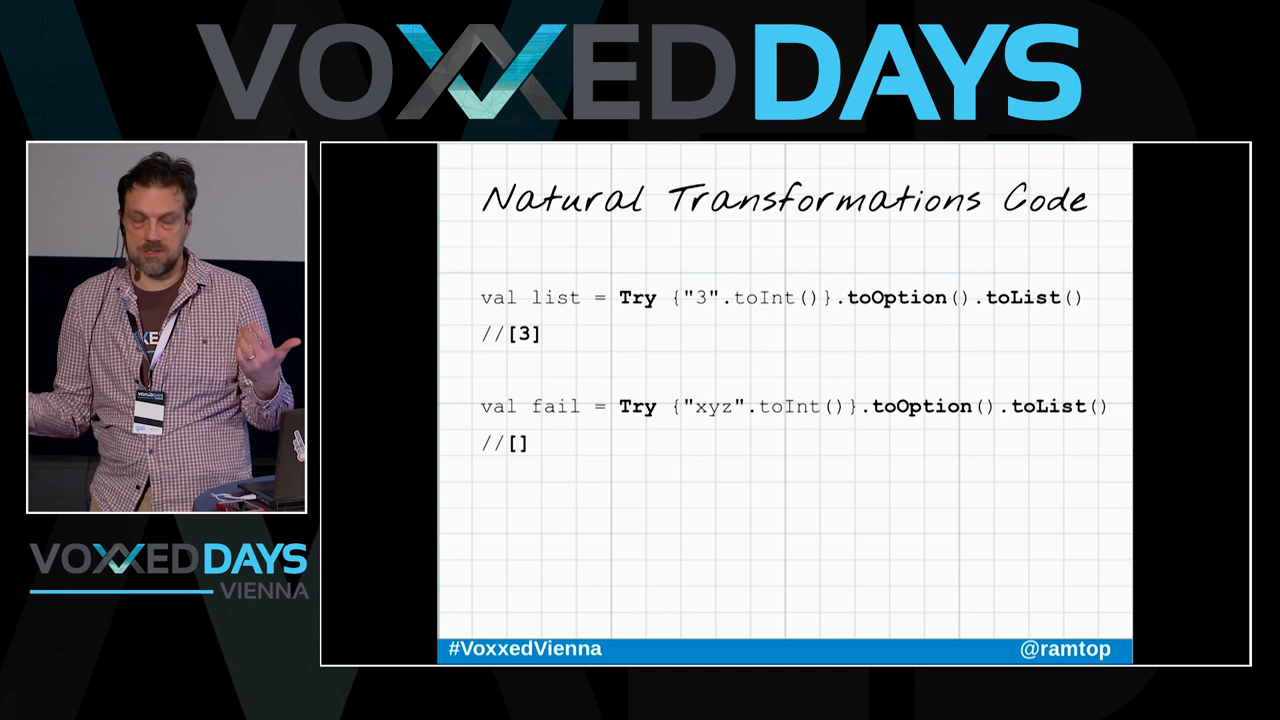 VOXXED DAYS
Natural Transformations Code
val list = Try {"3".toInt()}.toOption().toList()
//[3]
val fail = Try {"xyz".toInt()}.toOption().toList()
//[]
#VoxxedVienna
@ramtop
VOXXED DAYS
VIENNA